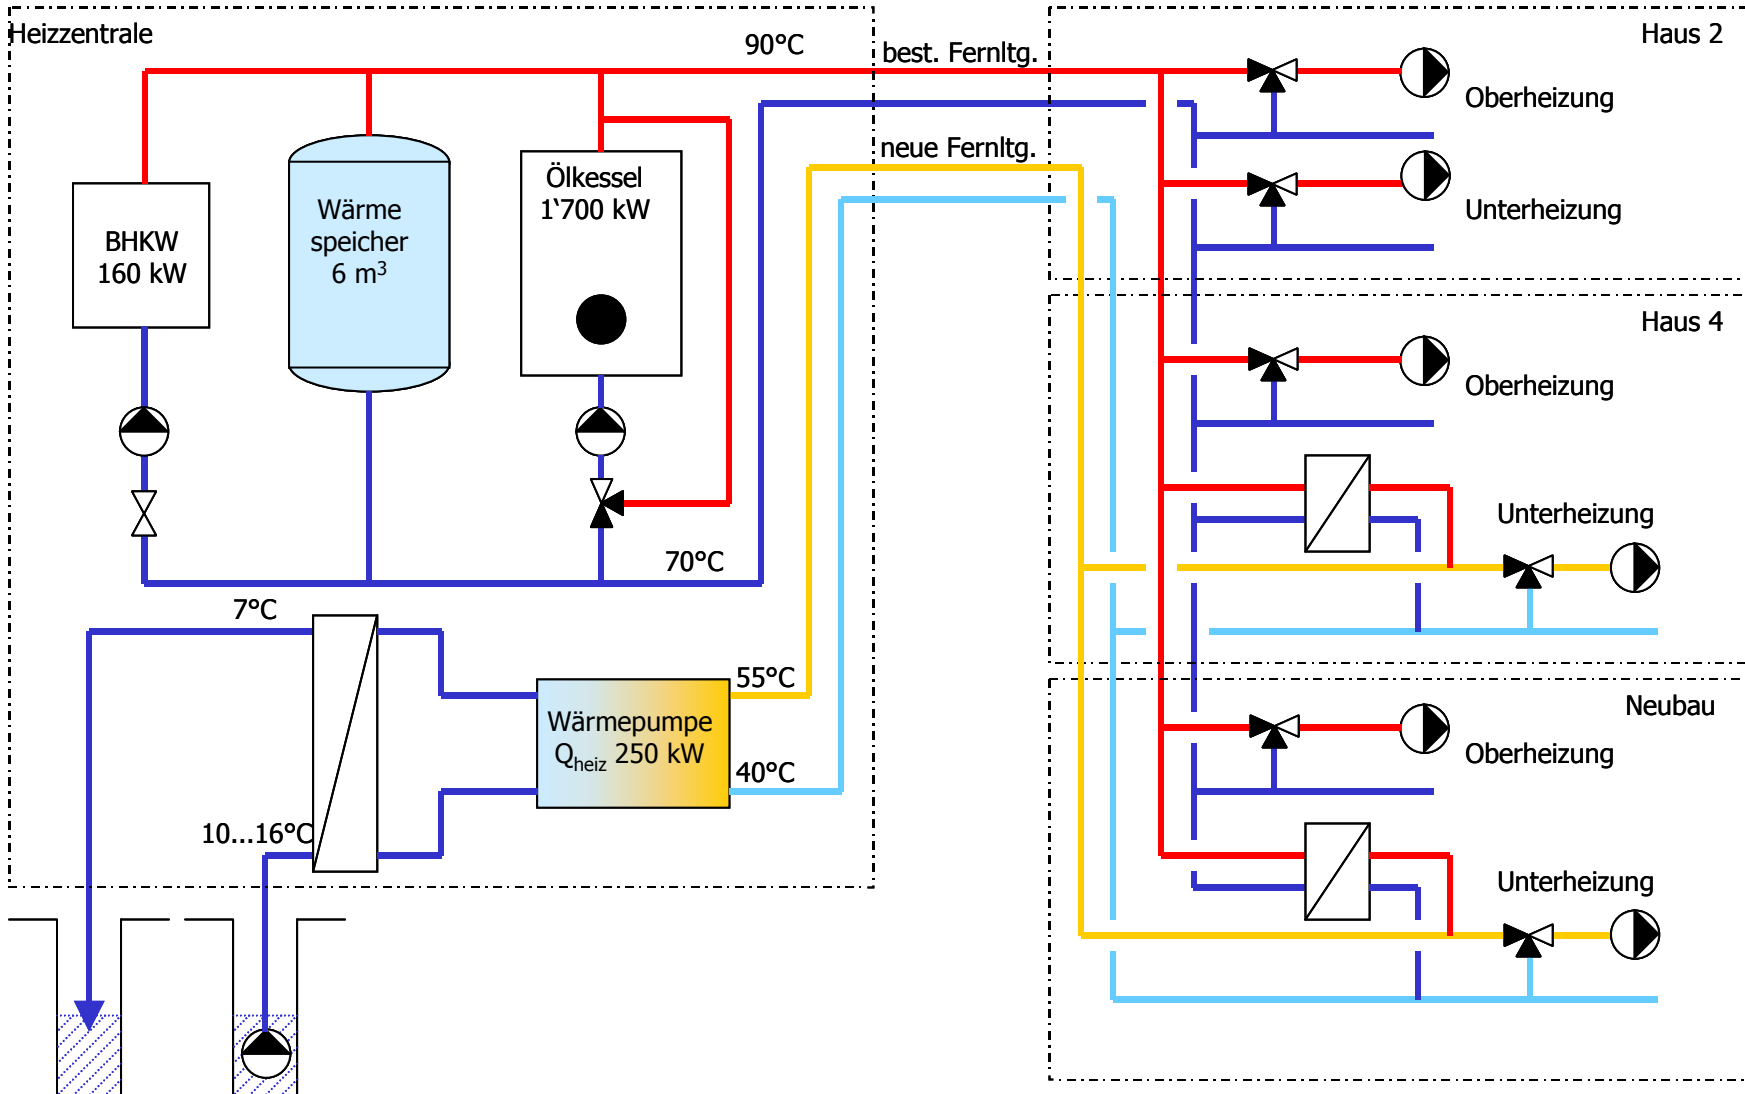 Heizzentrale
90°C
best. Fernltg.
Haus 2
Oberheizung
neue Fernltg.
Ölkessel
1‘700 kW
Wärme
speicher
6 m³
BHKW
160 kW
Unterheizung
Haus 4
Oberheizung
Unterheizung
70°C
7°C
55°C
Wärmepumpe
Qheiz 250 kW
40°C
10...16°C
Neubau
Oberheizung
Unterheizung